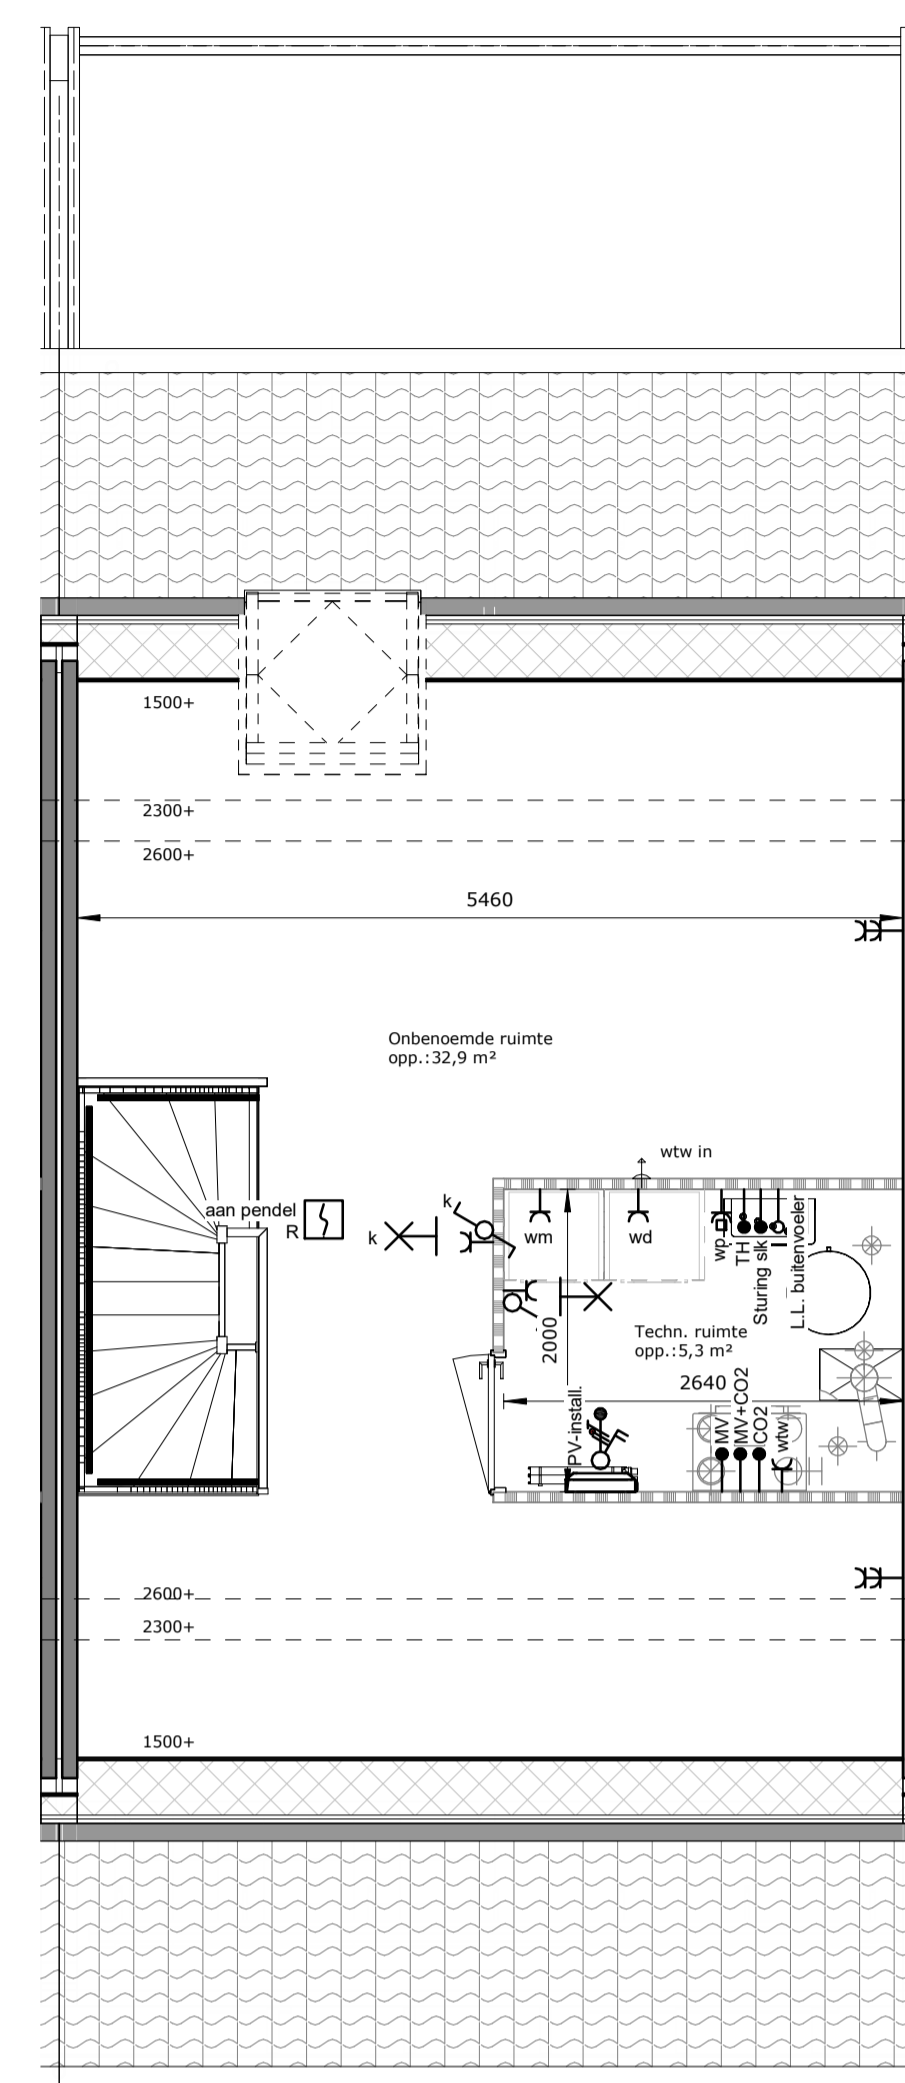 1500+
2300+
2600+
5460
Onbenoemde ruimte
opp.:32,9 m²
wtw in
aan pendel
R
k
k
wm
wd
wp
TH
Sturing slk
L.L. buitenvoeler
2000
Techn. ruimte
opp.:5,3 m²
2640
PV-install.
MV
MV+CO2
CO2
wtw
2600+
2300+
1500+